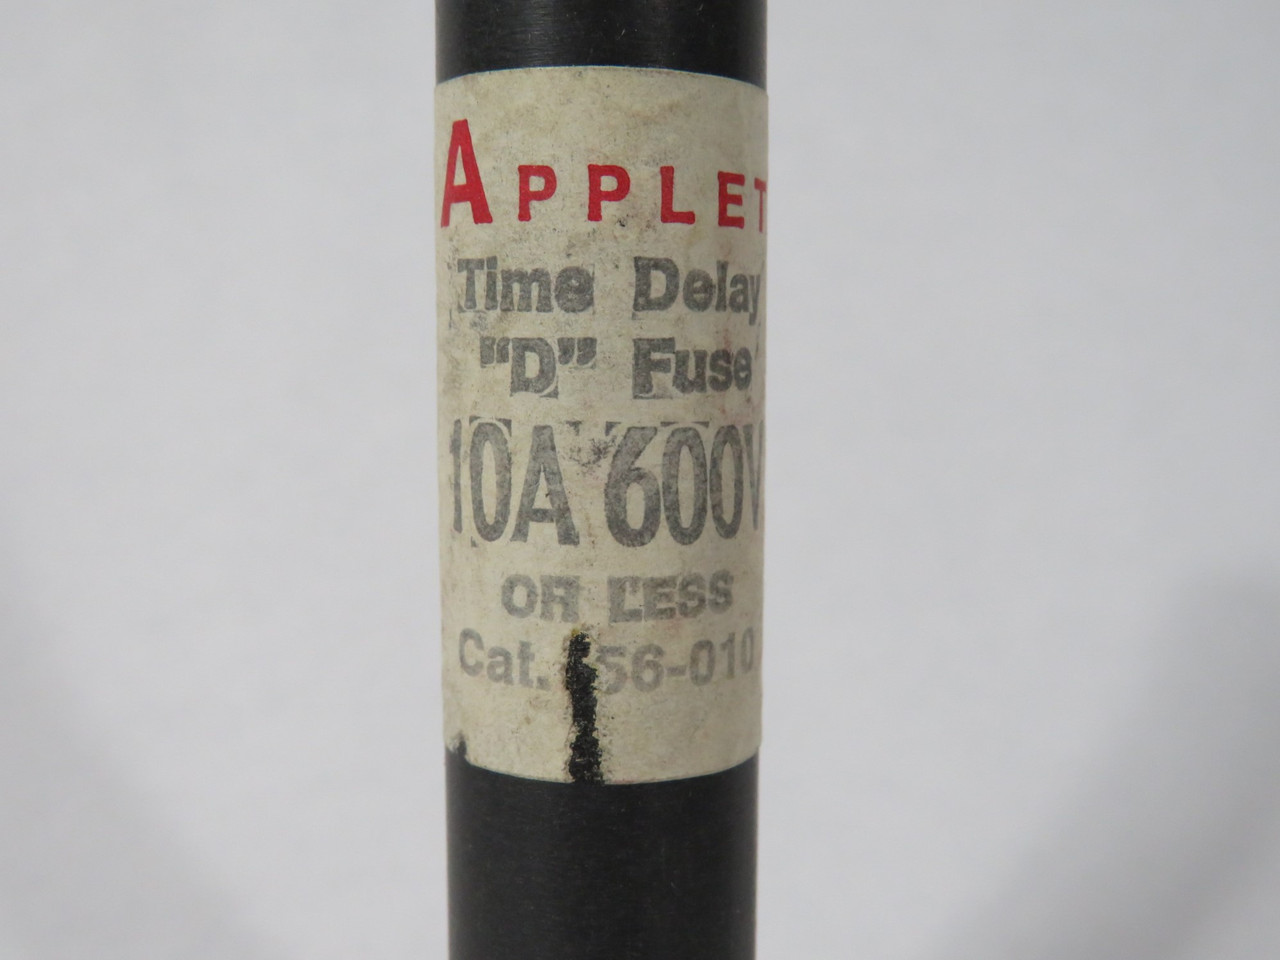 APPLET
Time Delay
"D" Fuse
10A 600V
OR LESS
Cat. 56-010